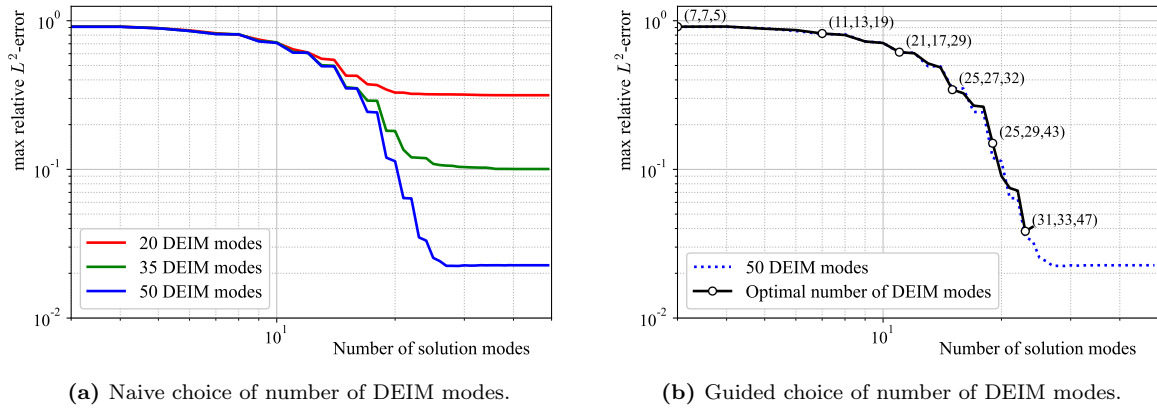 max relative L²-error
10⁰
10⁻¹
10⁻²
20 DEIM modes
35 DEIM modes
50 DEIM modes
10¹
Number of solution modes
(a) Naive choice of number of DEIM modes.
max relative L²-error
10⁰
10⁻¹
10⁻²
(7,7,5)
(11,13,19)
(21,17,29)
(25,27,32)
(25,29,43)
(31,33,47)
50 DEIM modes
Optimal number of DEIM modes
10¹
Number of solution modes
(b) Guided choice of number of DEIM modes.